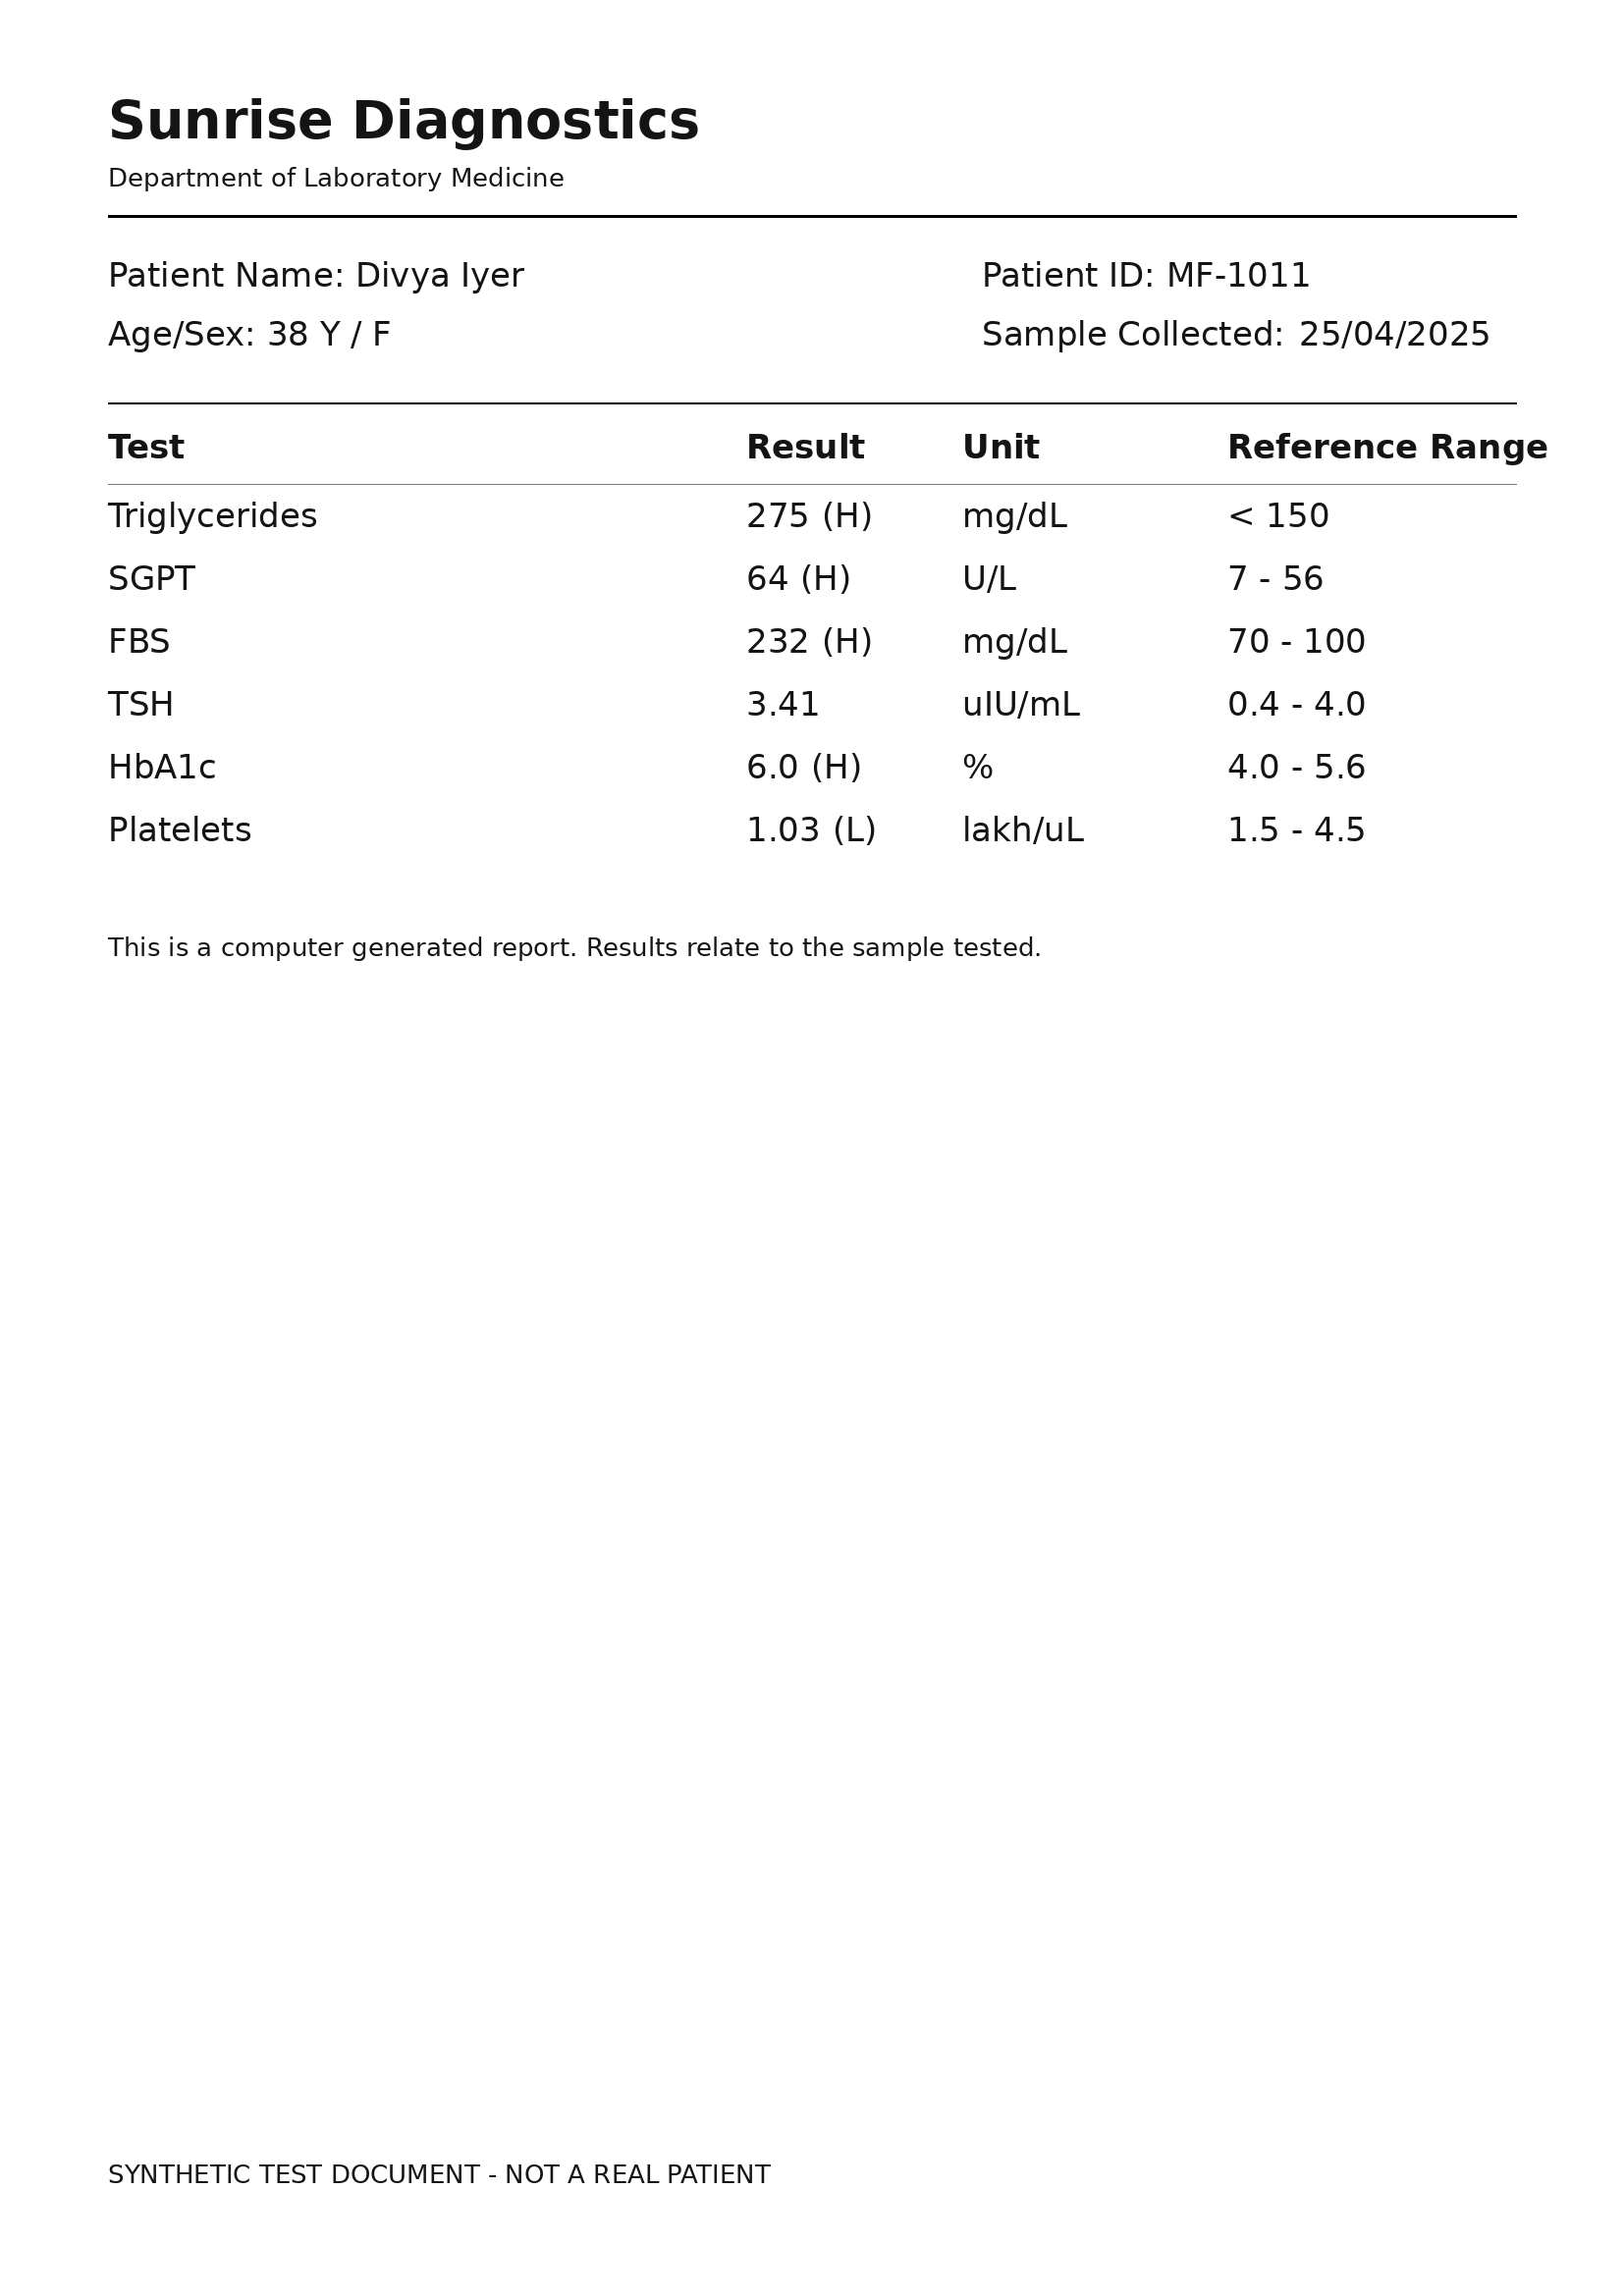 Sunrise Diagnostics
Department of Laboratory Medicine
Patient Name: Divya Iyer Patient ID: MF-1011
Age/Sex: 38 Y / F Sample Collected: 25/04/2025
Test Result Unit Reference Range
Triglycerides 275 (H) mg/dL < 150
SGPT 64 (H) U/L 7 - 56
FBS 232 (H) mg/dL 70 - 100
TSH 3.41 uIU/mL 0.4 - 4.0
HbA1c 6.0 (H) % 4.0 - 5.6
Platelets 1.03 (L) lakh/uL 1.5 - 4.5
This is a computer generated report. Results relate to the sample tested.
SYNTHETIC TEST DOCUMENT - NOT A REAL PATIENT